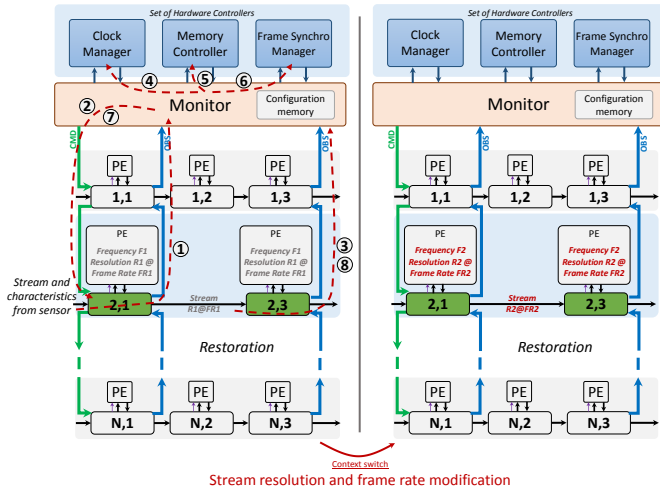 Set of Hardware Controllers
Clock
Manager
Memory
Controller
Frame Synchro
Manager
4
5
6
2
7
Monitor
Configuration
memory
CMD
OBS
OBS
PE
PE
PE
1,1
1,2
1,3
1
3
8
PE
Frequency F1
Resolution R1 @
Frame Rate FR1
PE
Frequency F1
Resolution R1 @
Frame Rate FR1
Stream and
characteristics
from sensor
2,1
Stream
R1@FR1
2,3
Restoration
PE
PE
PE
N,1
N,2
N,3
Set of Hardware Controllers
Clock
Manager
Memory
Controller
Frame Synchro
Manager
Monitor
Configuration
memory
CMD
OBS
OBS
PE
PE
PE
1,1
1,2
1,3
PE
Frequency F2
Resolution R2 @
Frame Rate FR2
PE
Frequency F2
Resolution R2 @
Frame Rate FR2
2,1
Stream
R2@FR2
2,3
Restoration
PE
PE
PE
N,1
N,2
N,3
Context switch
Stream resolution and frame rate modification